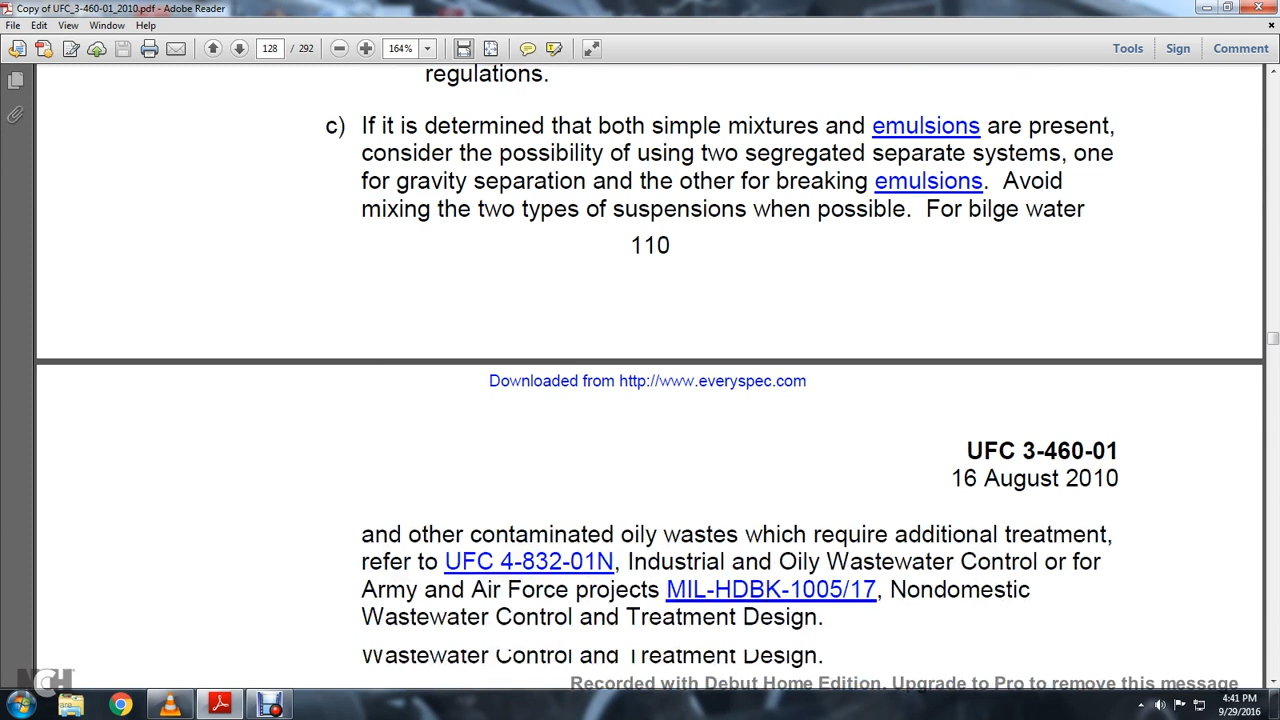 Copy of UFC_3-460-01_2010.pdf - Adobe Reader
File Edit View Window Help
128 / 292 164% Tools Sign Comment
regulations.
c) If it is determined that both simple mixtures and emulsions are present,
consider the possibility of using two segregated separate systems, one
for gravity separation and the other for breaking emulsions. Avoid
mixing the two types of suspensions when possible. For bilge water
110
Downloaded from http://www.everyspec.com
UFC 3-460-01
16 August 2010
and other contaminated oily wastes which require additional treatment,
refer to UFC 4-832-01N, Industrial and Oily Wastewater Control or for
Army and Air Force projects MIL-HDBK-1005/17, Nondomestic
Wastewater Control and Treatment Design.
Wastewater Control and Treatment Design.
NCH
Recorded with Debut Home Edition. Upgrade to Pro to remove this message
4:41 PM
9/29/2016